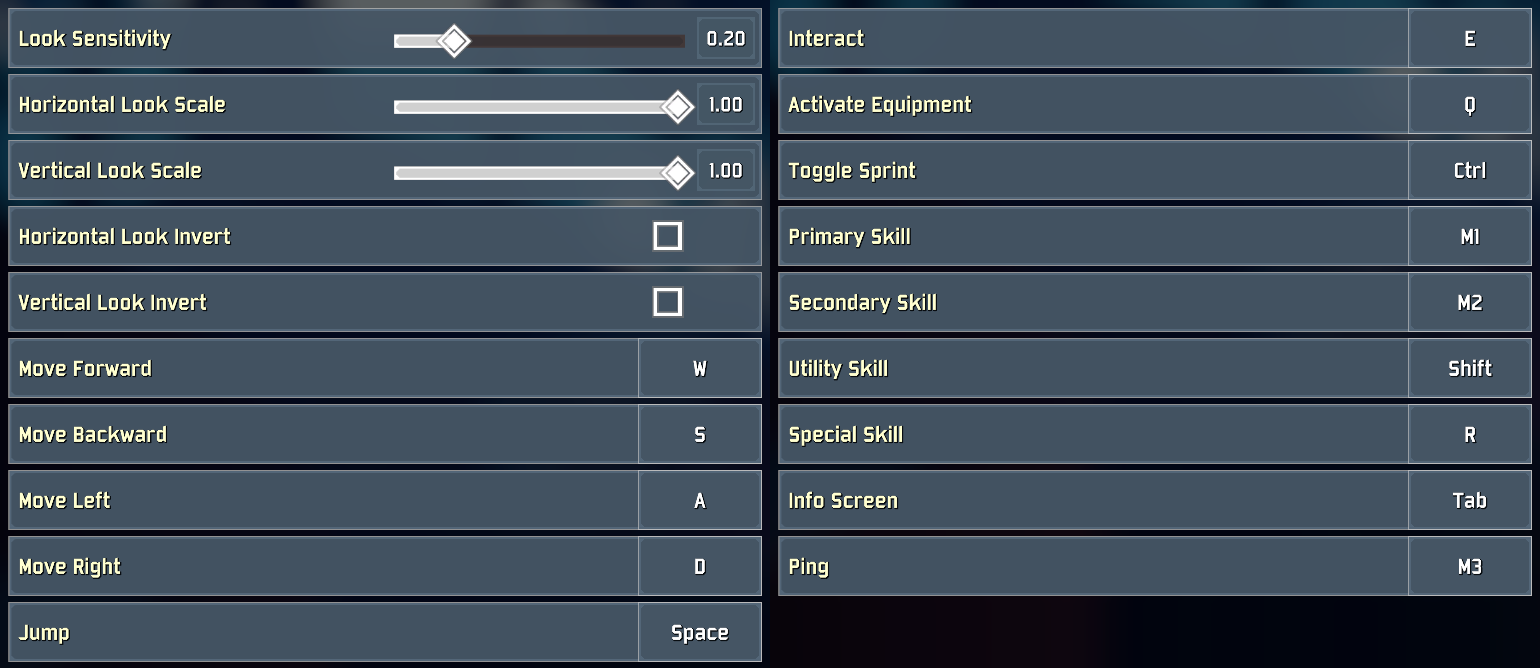 Look Sensitivity 0.20
Horizontal Look Scale 1.00
Vertical Look Scale 1.00
Horizontal Look Invert
Vertical Look Invert
Move Forward W
Move Backward S
Move Left A
Move Right D
Jump Space
Interact E
Activate Equipment Q
Toggle Sprint Ctrl
Primary Skill M1
Secondary Skill M2
Utility Skill Shift
Special Skill R
Info Screen Tab
Ping M3